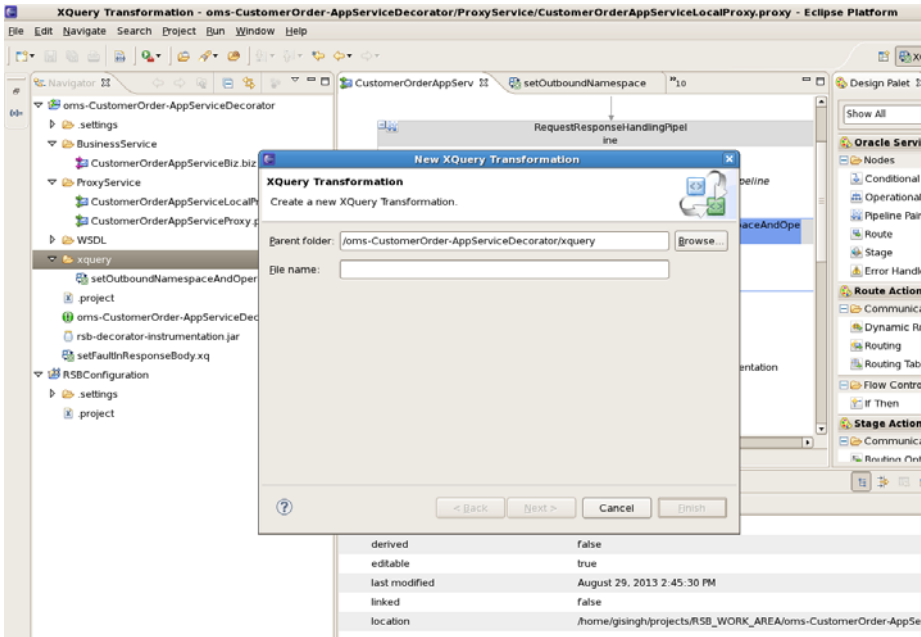 XQuery Transformation - oms-CustomerOrder-AppServiceDecorator/ProxyService/CustomerOrderAppServiceLocalProxy.proxy - Eclipse Platform
File Edit Navigate Search Project Run Window Help
Navigator
CustomerOrderAppServ
setOutboundNamespace
"10
Design Palet
oms-CustomerOrder-AppServiceDecorator
.settings
BusinessService
CustomerOrderAppServiceBiz.biz
ProxyService
CustomerOrderAppServiceLocalPr
CustomerOrderAppServiceProxy.p
WSDL
xquery
setOutboundNamespaceAndOper
.project
oms-CustomerOrder-AppServiceDec
rsb-decorator-instrumentation.jar
setFaultInResponseBody.xq
RSBConfiguration
.settings
.project
RequestResponseHandlingPipel
ine
peline
aceAndOpe
entation
New XQuery Transformation
XQuery Transformation
Create a new XQuery Transformation.
Parent folder: /oms-CustomerOrder-AppServiceDecorator/xquery Browse...
File name:
< Back Next > Cancel Finish
Show All
Oracle Servi
Nodes
Conditional
Operational
Pipeline Pair
Route
Stage
Error Handl
Route Action
Communica
Dynamic R
Routing
Routing Tab
Flow Contro
If Then
Stage Action
Communica
Routing Opt
derived false
editable true
last modified August 29, 2013 2:45:30 PM
linked false
location /home/gisingh/projects/RSB_WORK_AREA/oms-CustomerOrder-AppSe